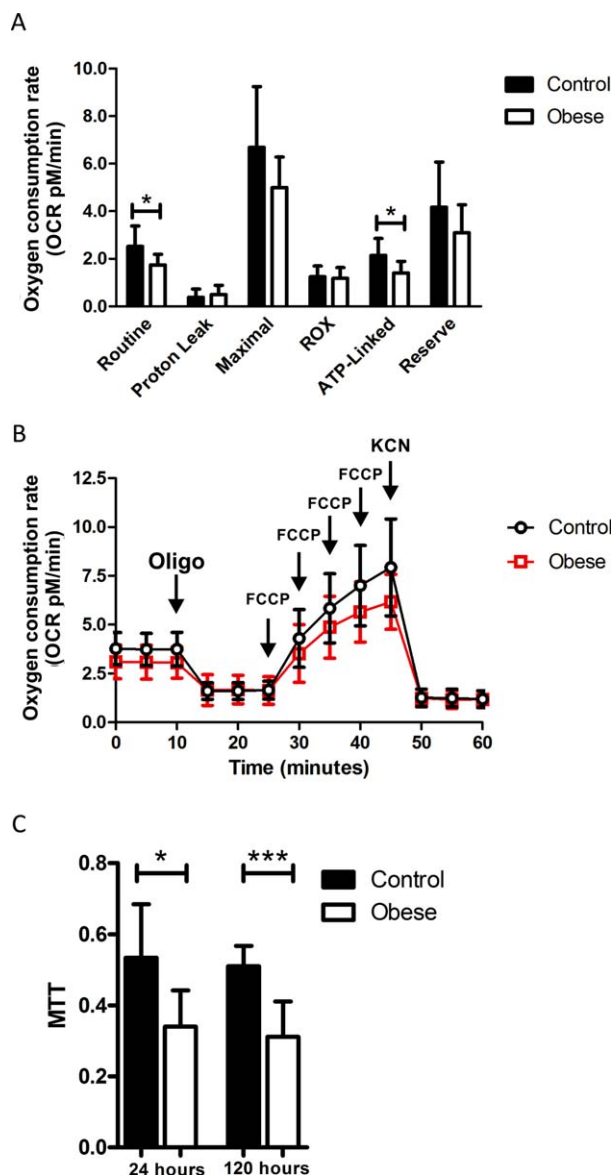 A
Oxygen consumption rate
(OCR pM/min)
10.0
8.0
6.0
4.0
2.0
0.0
*
*
Control
Obese
Routine
Proton Leak
Maximal
ROX
ATP-Linked
Reserve
B
Oxygen consumption rate
(OCR pM/min)
12.5
10.0
7.5
5.0
2.5
0.0
Oligo
FCCP
FCCP
FCCP
FCCP
KCN
Control
Obese
0 10 20 30 40 50 60
Time (minutes)
C
MTT
0.8
0.6
0.4
0.2
0.0
*
***
Control
Obese
24 hours 120 hours